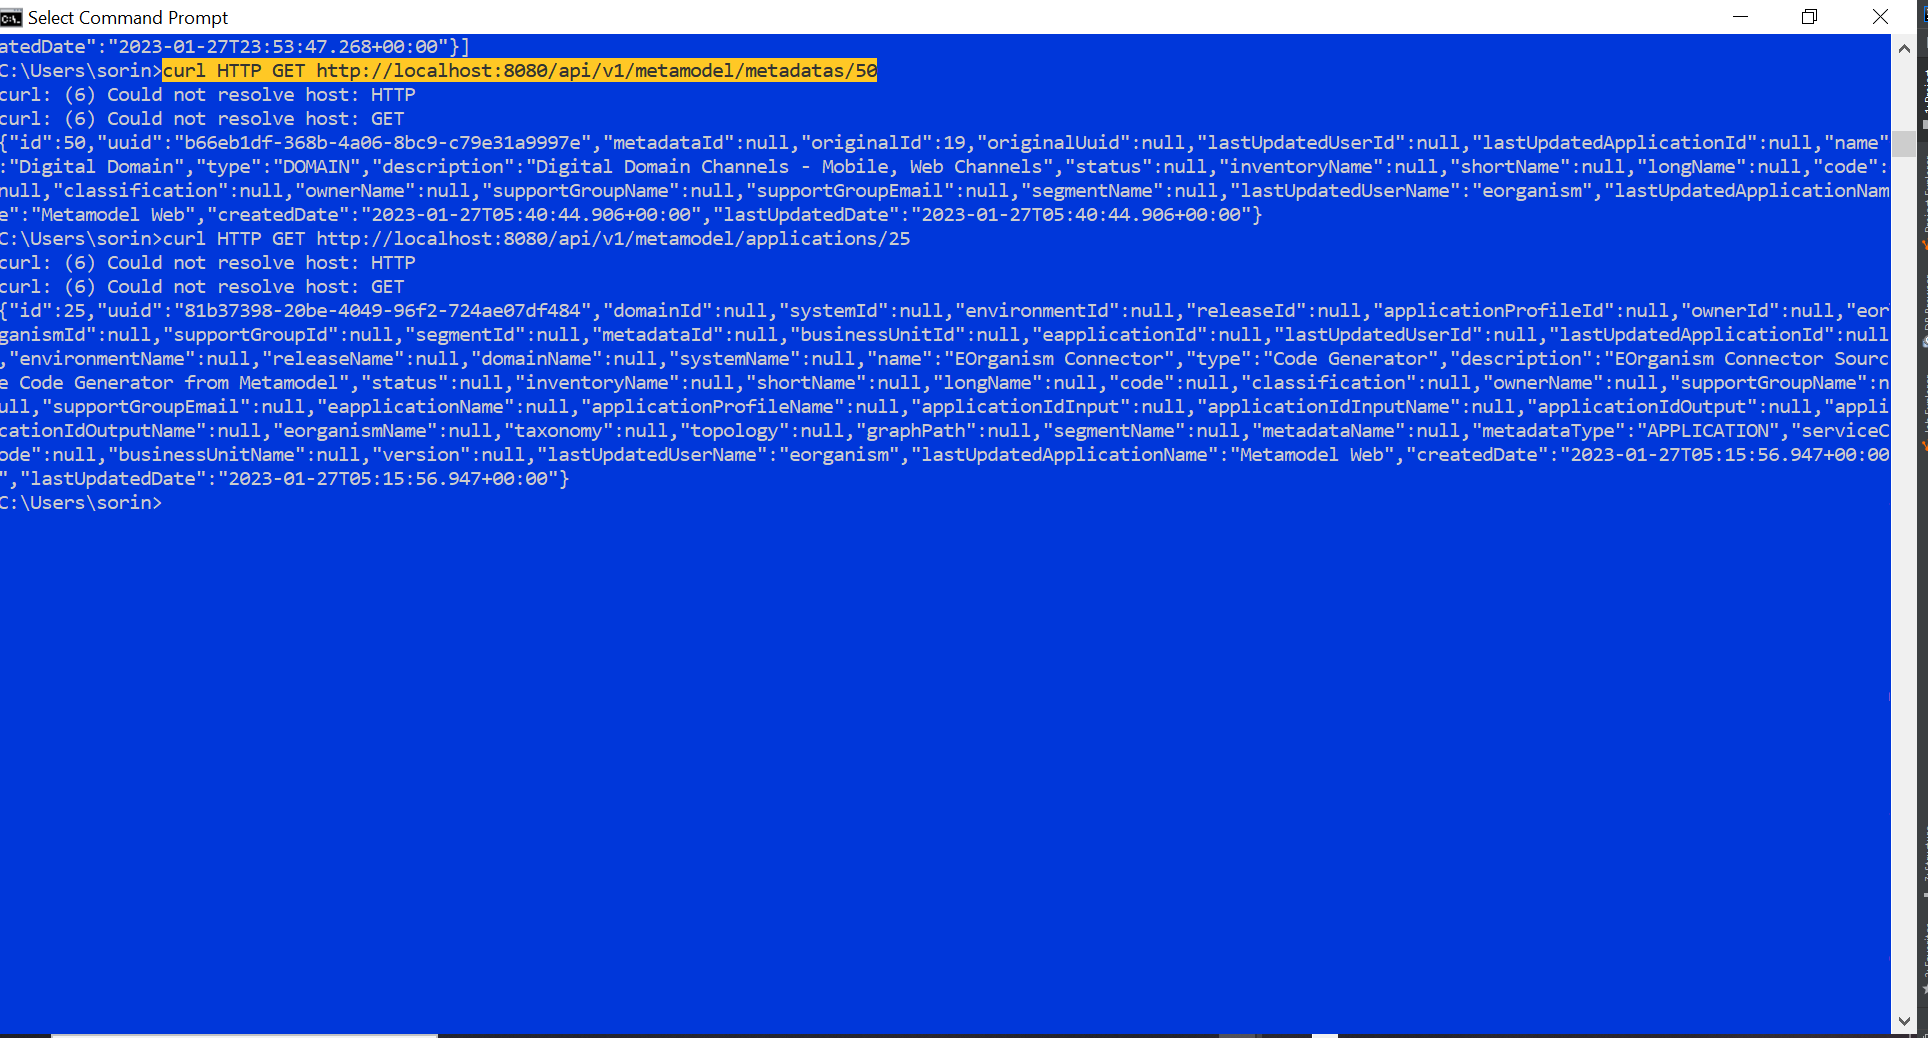 Select Command Prompt
atedDate":"2023-01-27T23:53:47.268+00:00"}]
C:\Users\sorin>curl HTTP GET http://localhost:8080/api/v1/metamodel/metadatas/50
curl: (6) Could not resolve host: HTTP
curl: (6) Could not resolve host: GET
{"id":50,"uuid":"b66eb1df-368b-4a06-8bc9-c79e31a9997e","metadataId":null,"originalId":19,"originalUuid":null,"lastUpdatedUserId":null,"lastUpdatedApplicationId":null,"name"
:"Digital Domain","type":"DOMAIN","description":"Digital Domain Channels - Mobile, Web Channels","status":null,"inventoryName":null,"shortName":null,"longName":null,"code":
null,"classification":null,"ownerName":null,"supportGroupName":null,"supportGroupEmail":null,"segmentName":null,"lastUpdatedUserName":"eorganism","lastUpdatedApplicationNam
e":"Metamodel Web","createdDate":"2023-01-27T05:40:44.906+00:00","lastUpdatedDate":"2023-01-27T05:40:44.906+00:00"}
C:\Users\sorin>curl HTTP GET http://localhost:8080/api/v1/metamodel/applications/25
curl: (6) Could not resolve host: HTTP
curl: (6) Could not resolve host: GET
{"id":25,"uuid":"81b37398-20be-4049-96f2-724ae07df484","domainId":null,"systemId":null,"environmentId":null,"releaseId":null,"applicationProfileId":null,"ownerId":null,"eor
ganismId":null,"supportGroupId":null,"segmentId":null,"metadataId":null,"businessUnitId":null,"eapplicationId":null,"lastUpdatedUserId":null,"lastUpdatedApplicationId":null
,"environmentName":null,"releaseName":null,"domainName":null,"systemName":null,"name":"EOrganism Connector","type":"Code Generator","description":"EOrganism Connector Sourc
e Code Generator from Metamodel","status":null,"inventoryName":null,"shortName":null,"longName":null,"code":null,"classification":null,"ownerName":null,"supportGroupName":n
ull,"supportGroupEmail":null,"eapplicationName":null,"applicationProfileName":null,"applicationIdInput":null,"applicationIdInputName":null,"applicationIdOutput":null,"appli
cationIdOutputName":null,"eorganismName":null,"taxonomy":null,"topology":null,"graphPath":null,"segmentName":null,"metadataName":null,"metadataType":"APPLICATION","serviceC
ode":null,"businessUnitName":null,"version":null,"lastUpdatedUserName":"eorganism","lastUpdatedApplicationName":"Metamodel Web","createdDate":"2023-01-27T05:15:56.947+00:00
","lastUpdatedDate":"2023-01-27T05:15:56.947+00:00"}
C:\Users\sorin>